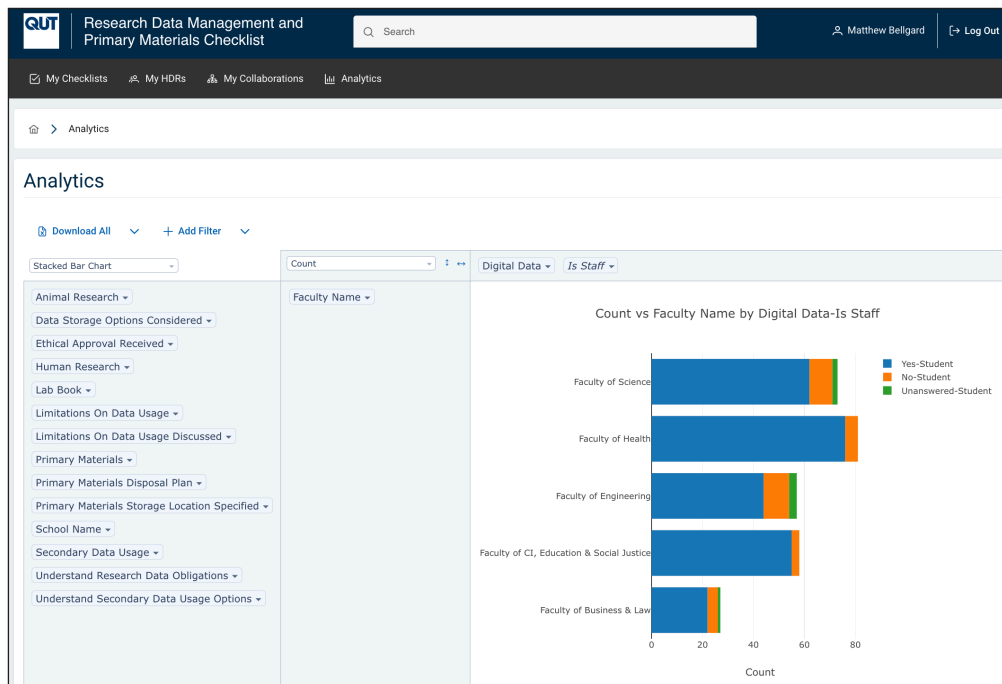 QUT
Research Data Management and
Primary Materials Checklist
Search
Matthew Bellgard
Log Out
My Checklists
My HDRs
My Collaborations
Analytics
Analytics
Analytics
Download All
Add Filter
Stacked Bar Chart
Count
Digital Data
Is Staff
Animal Research
Data Storage Options Considered
Ethical Approval Received
Human Research
Lab Book
Limitations On Data Usage
Limitations On Data Usage Discussed
Primary Materials
Primary Materials Disposal Plan
Primary Materials Storage Location Specified
School Name
Secondary Data Usage
Understand Research Data Obligations
Understand Secondary Data Usage Options
Faculty Name
Count vs Faculty Name by Digital Data-Is Staff
Yes-Student
No-Student
Unanswered-Student
Faculty of Science
Faculty of Health
Faculty of Engineering
Faculty of CI, Education & Social Justice
Faculty of Business & Law
0 20 40 60 80
Count